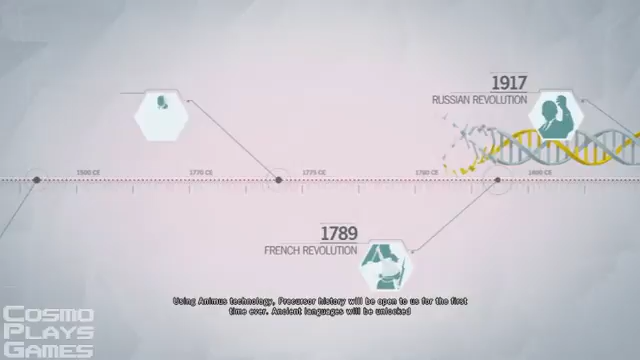 1917
RUSSIAN REVOLUTION
1500 CE
1770 CE
1775 CE
1780 CE
1800 CE
1789
FRENCH REVOLUTION
Using Animus technology, Precursor history will be open to us for the first
time ever. Ancient languages will be unlocked
COSMO
PLAYS
GAMES